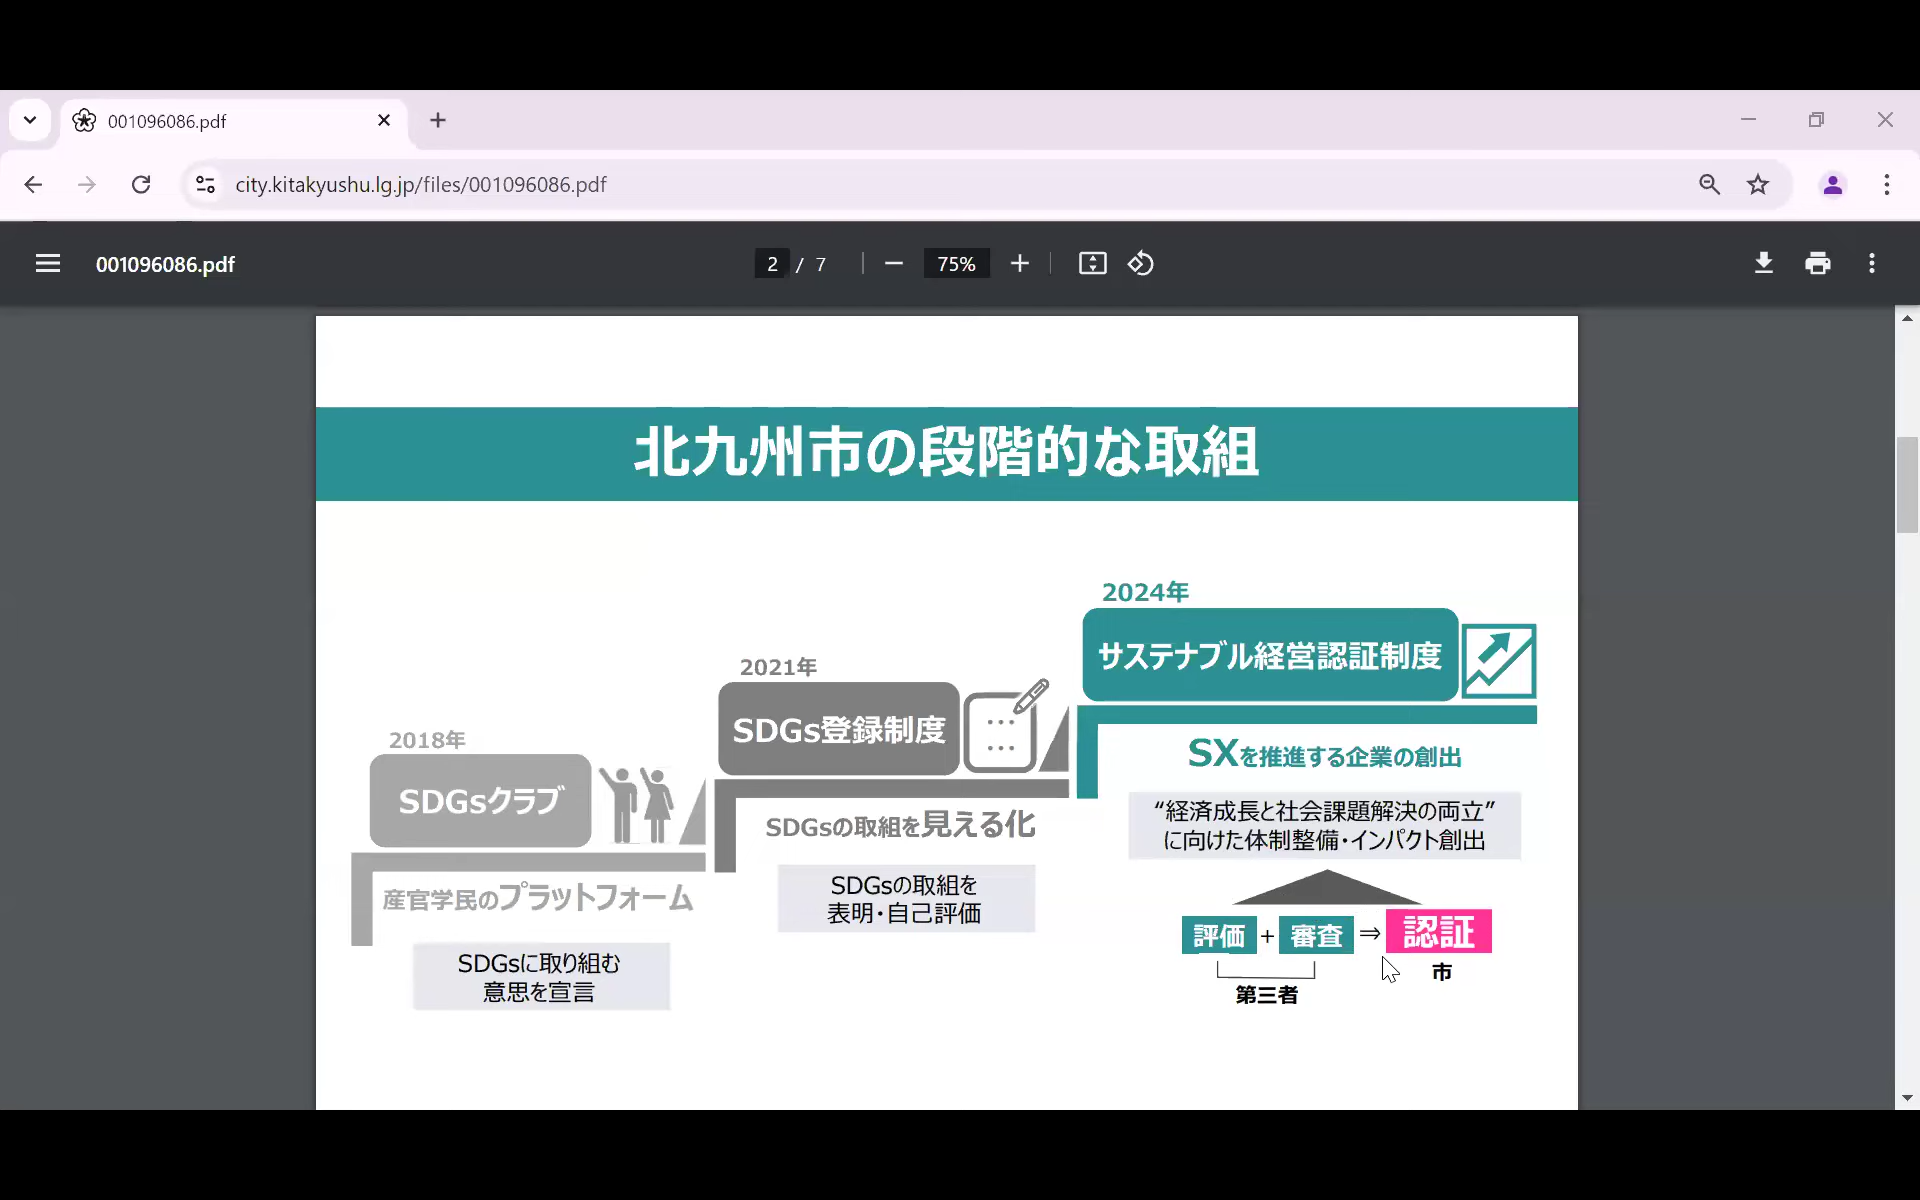 001096086.pdf
city.kitakyushu.lg.jp/files/001096086.pdf
001096086.pdf
2 / 7
75%
北九州市の段階的な取組
2018年
SDGsクラブ
産官学民のプラットフォーム
SDGsに取り組む
意思を宣言
2021年
SDGs登録制度
SDGsの取組を見える化
SDGsの取組を
表明・自己評価
2024年
サステナブル経営認証制度
SXを推進する企業の創出
“経済成長と社会課題解決の両立”
に向けた体制整備・インパクト創出
評価 + 審査 ⇒ 認証
第三者
市